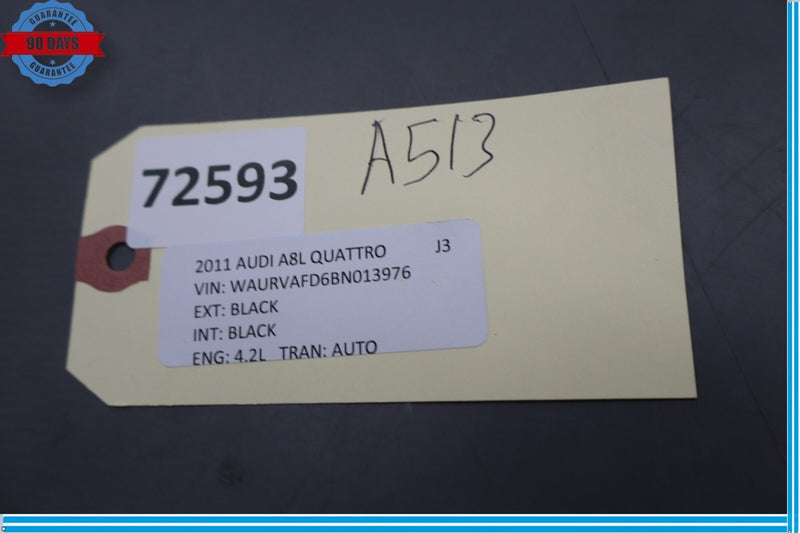 GUARANTEE
90 DAYS
GUARANTEE
72593
A513
2011 AUDI A8L QUATTRO J3
VIN: WAURVAFD6BN013976
EXT: BLACK
INT: BLACK
ENG: 4.2L TRAN: AUTO